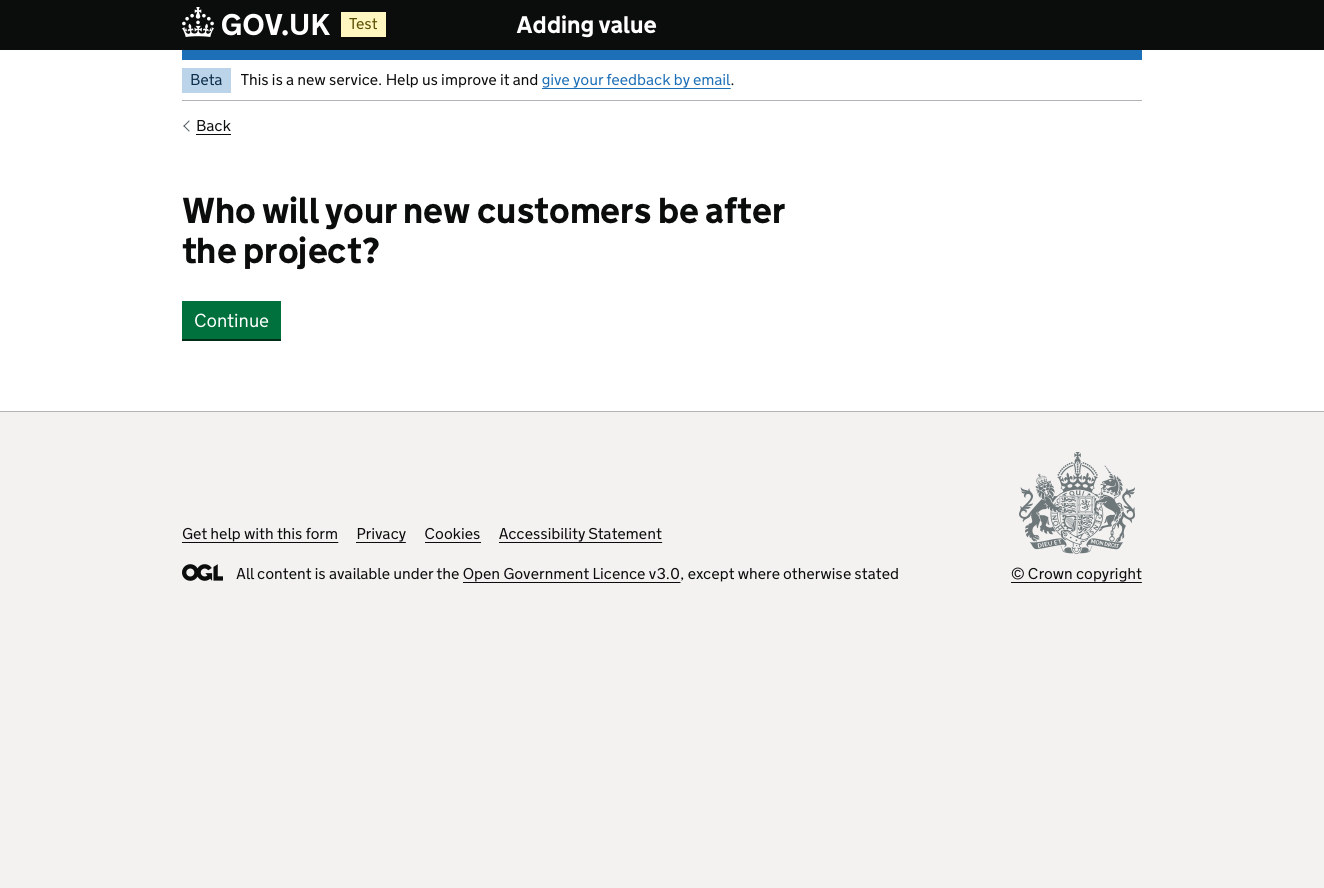 GOV.UK Test Adding value
Beta This is a new service. Help us improve it and give your feedback by email.
Back
Who will your new customers be after
the project?
Continue
Get help with this form Privacy Cookies Accessibility Statement
OGL All content is available under the Open Government Licence v3.0, except where otherwise stated
© Crown copyright